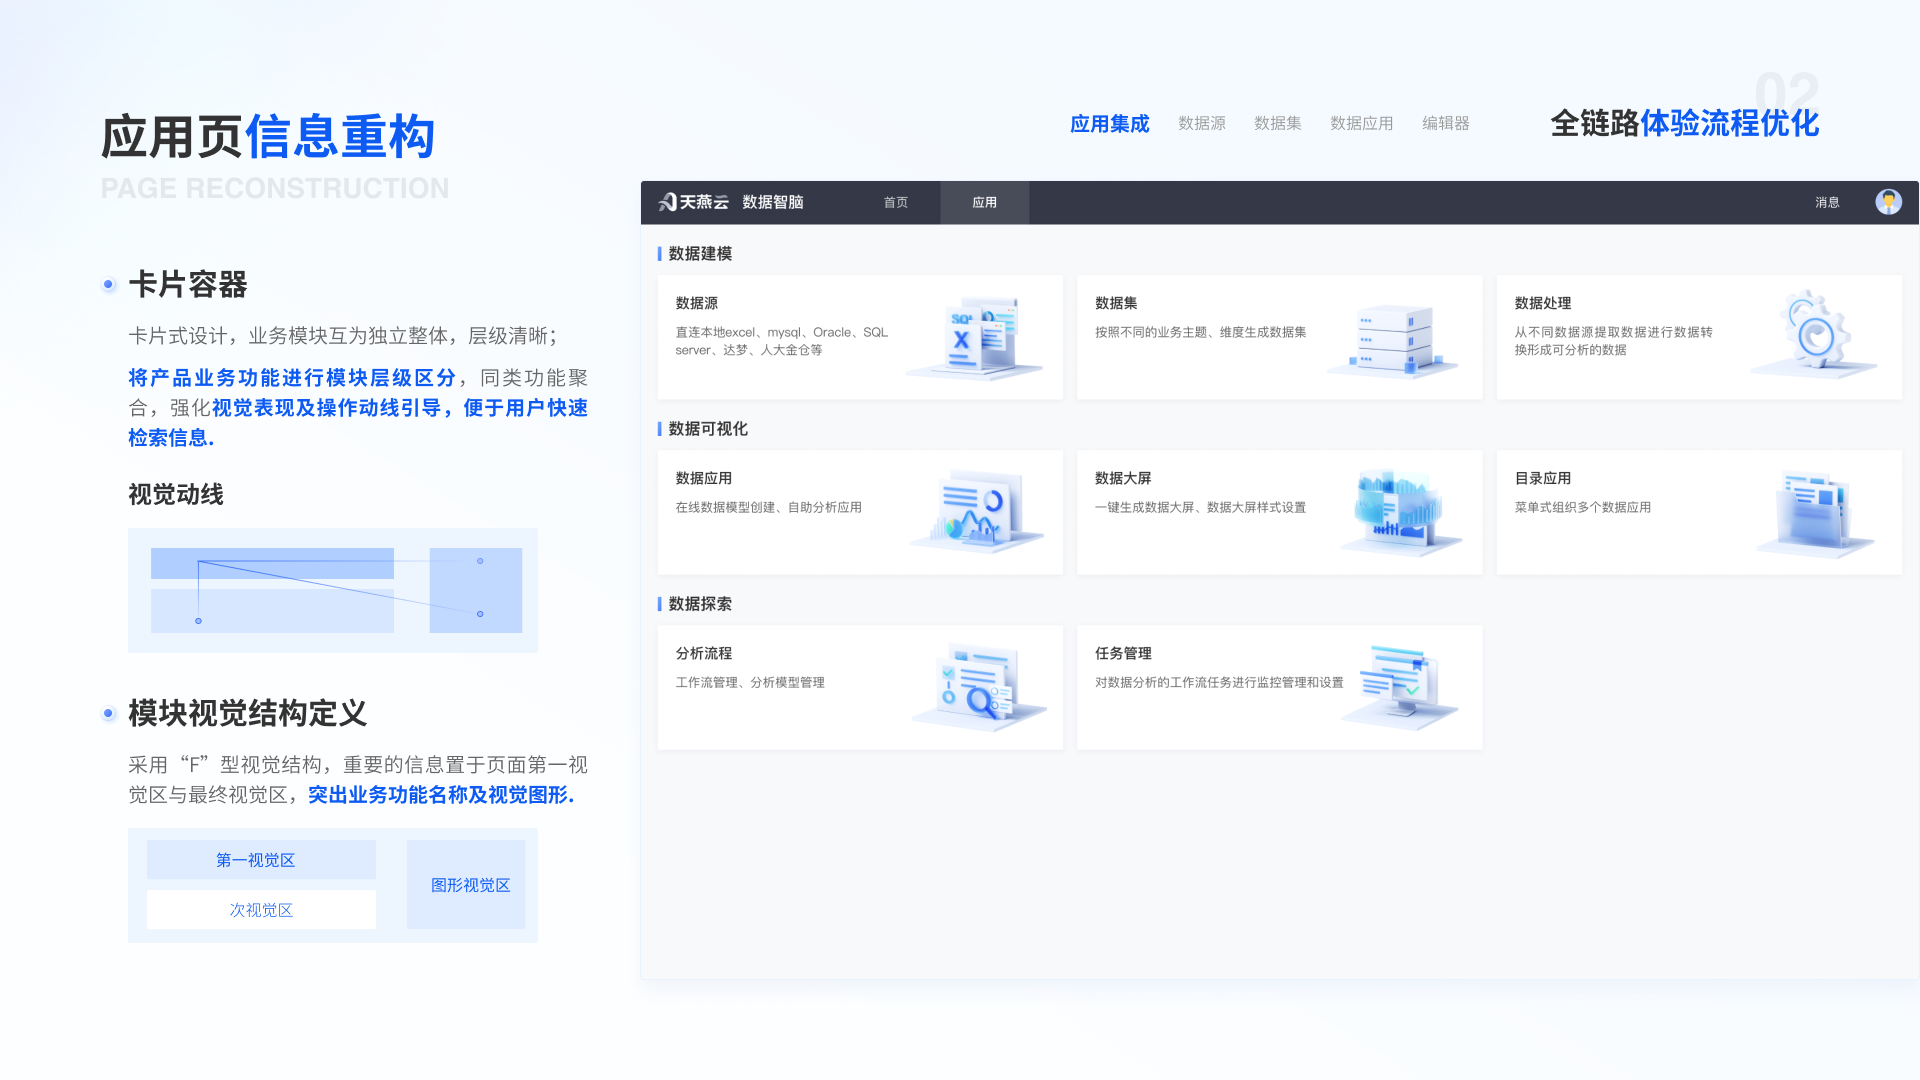 02
应用页信息重构
PAGE RECONSTRUCTION
应用集成 数据源 数据集 数据应用 编辑器
全链路体验流程优化
卡片容器
卡片式设计，业务模块互为独立整体，层级清晰；
将产品业务功能进行模块层级区分，同类功能聚
合，强化视觉表现及操作动线引导，便于用户快速
检索信息.
视觉动线
模块视觉结构定义
采用“F”型视觉结构，重要的信息置于页面第一视
觉区与最终视觉区，突出业务功能名称及视觉图形.
第一视觉区
次视觉区
图形视觉区
天燕云 数据智脑 首页 应用 消息
数据建模
数据源
直连本地excel、mysql、Oracle、SQL
server、达梦、人大金仓等
SQL
X
数据集
按照不同的业务主题、维度生成数据集
数据处理
从不同数据源提取数据进行数据转
换形成可分析的数据
数据可视化
数据应用
在线数据模型创建、自助分析应用
数据大屏
一键生成数据大屏、数据大屏样式设置
目录应用
菜单式组织多个数据应用
数据探索
分析流程
工作流管理、分析模型管理
任务管理
对数据分析的工作流任务进行监控管理和设置